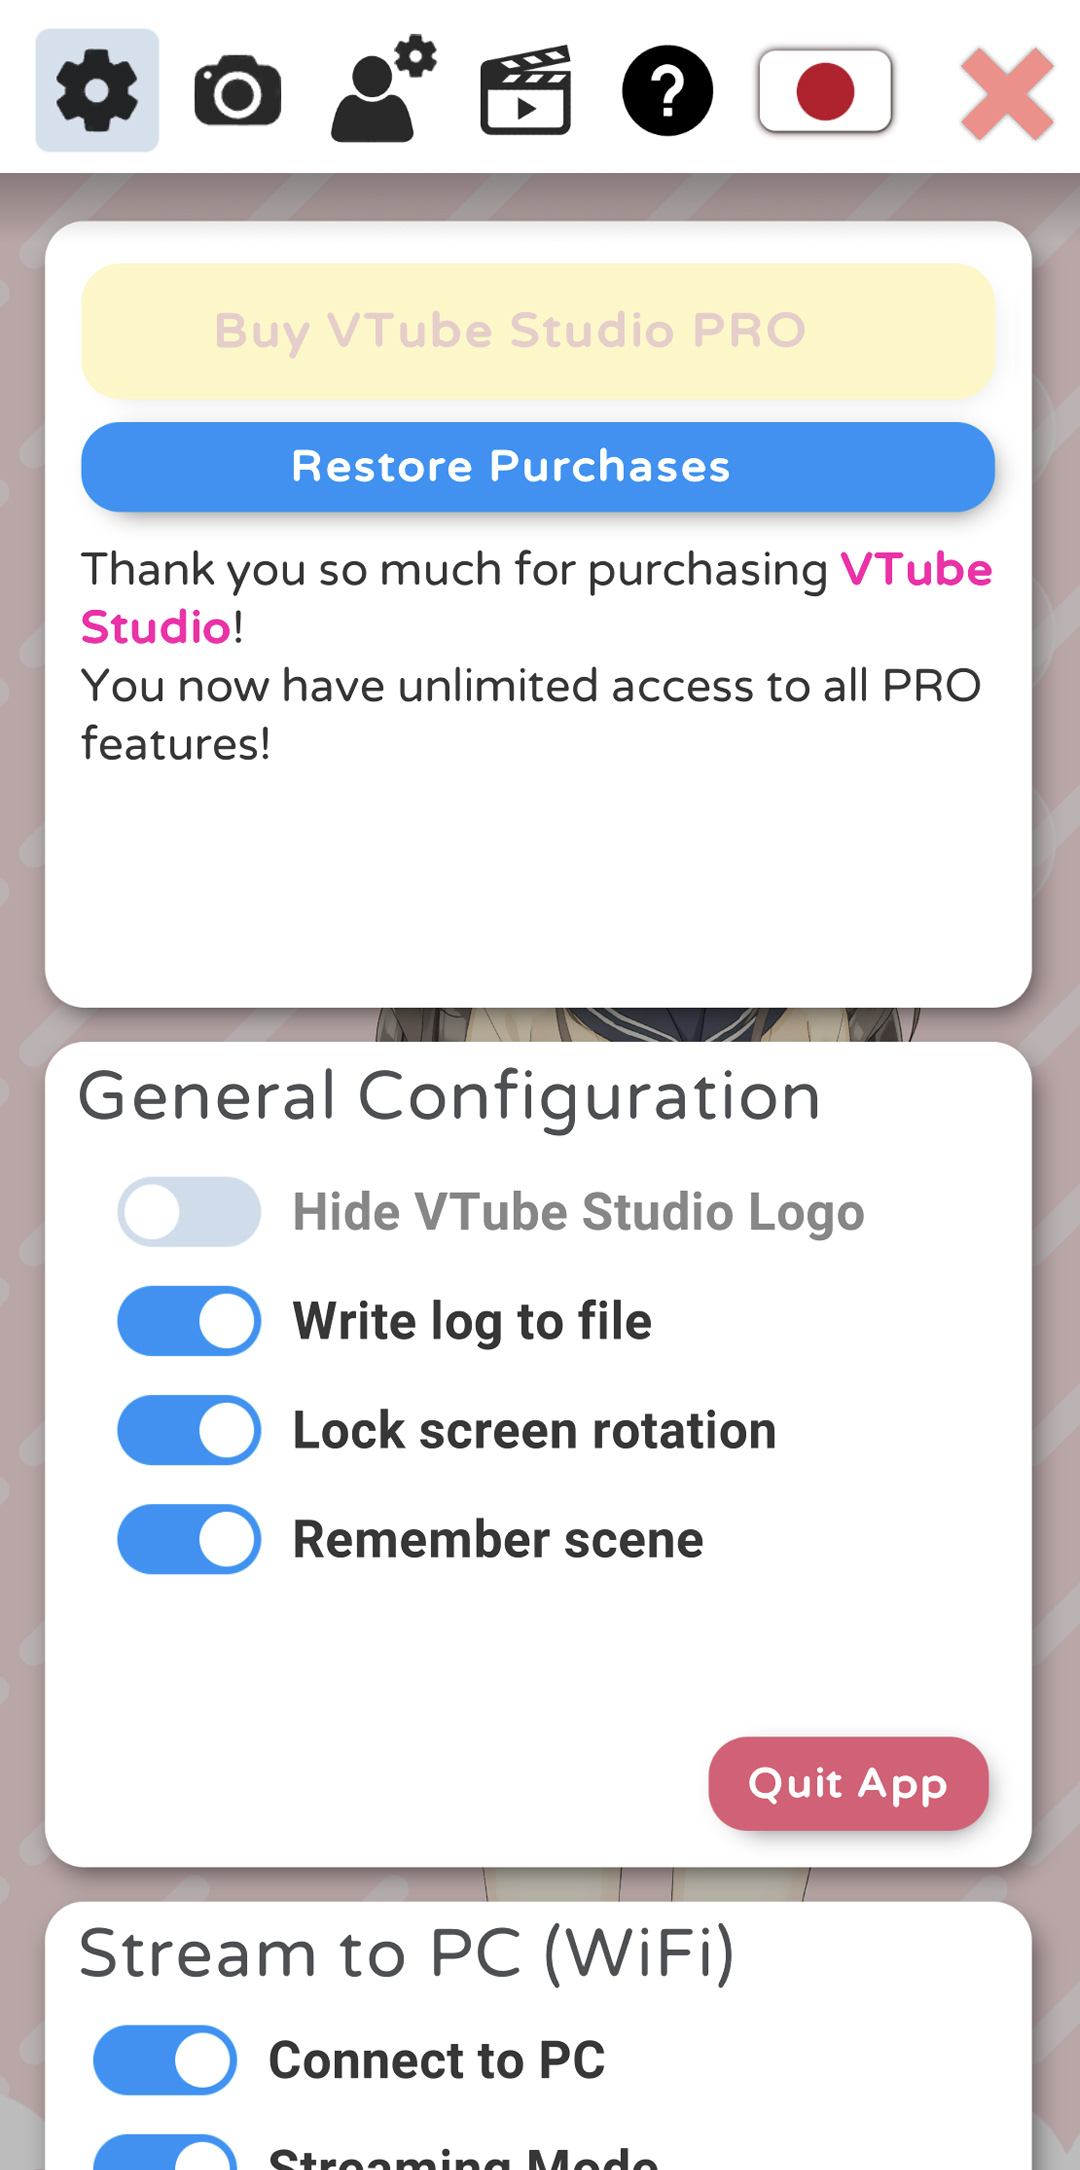 Buy VTube Studio PRO
Restore Purchases
Thank you so much for purchasing VTube
Studio!
You now have unlimited access to all PRO
features!
General Configuration
Hide VTube Studio Logo
Write log to file
Lock screen rotation
Remember scene
Quit App
Stream to PC (WiFi)
Connect to PC
Streaming Mode